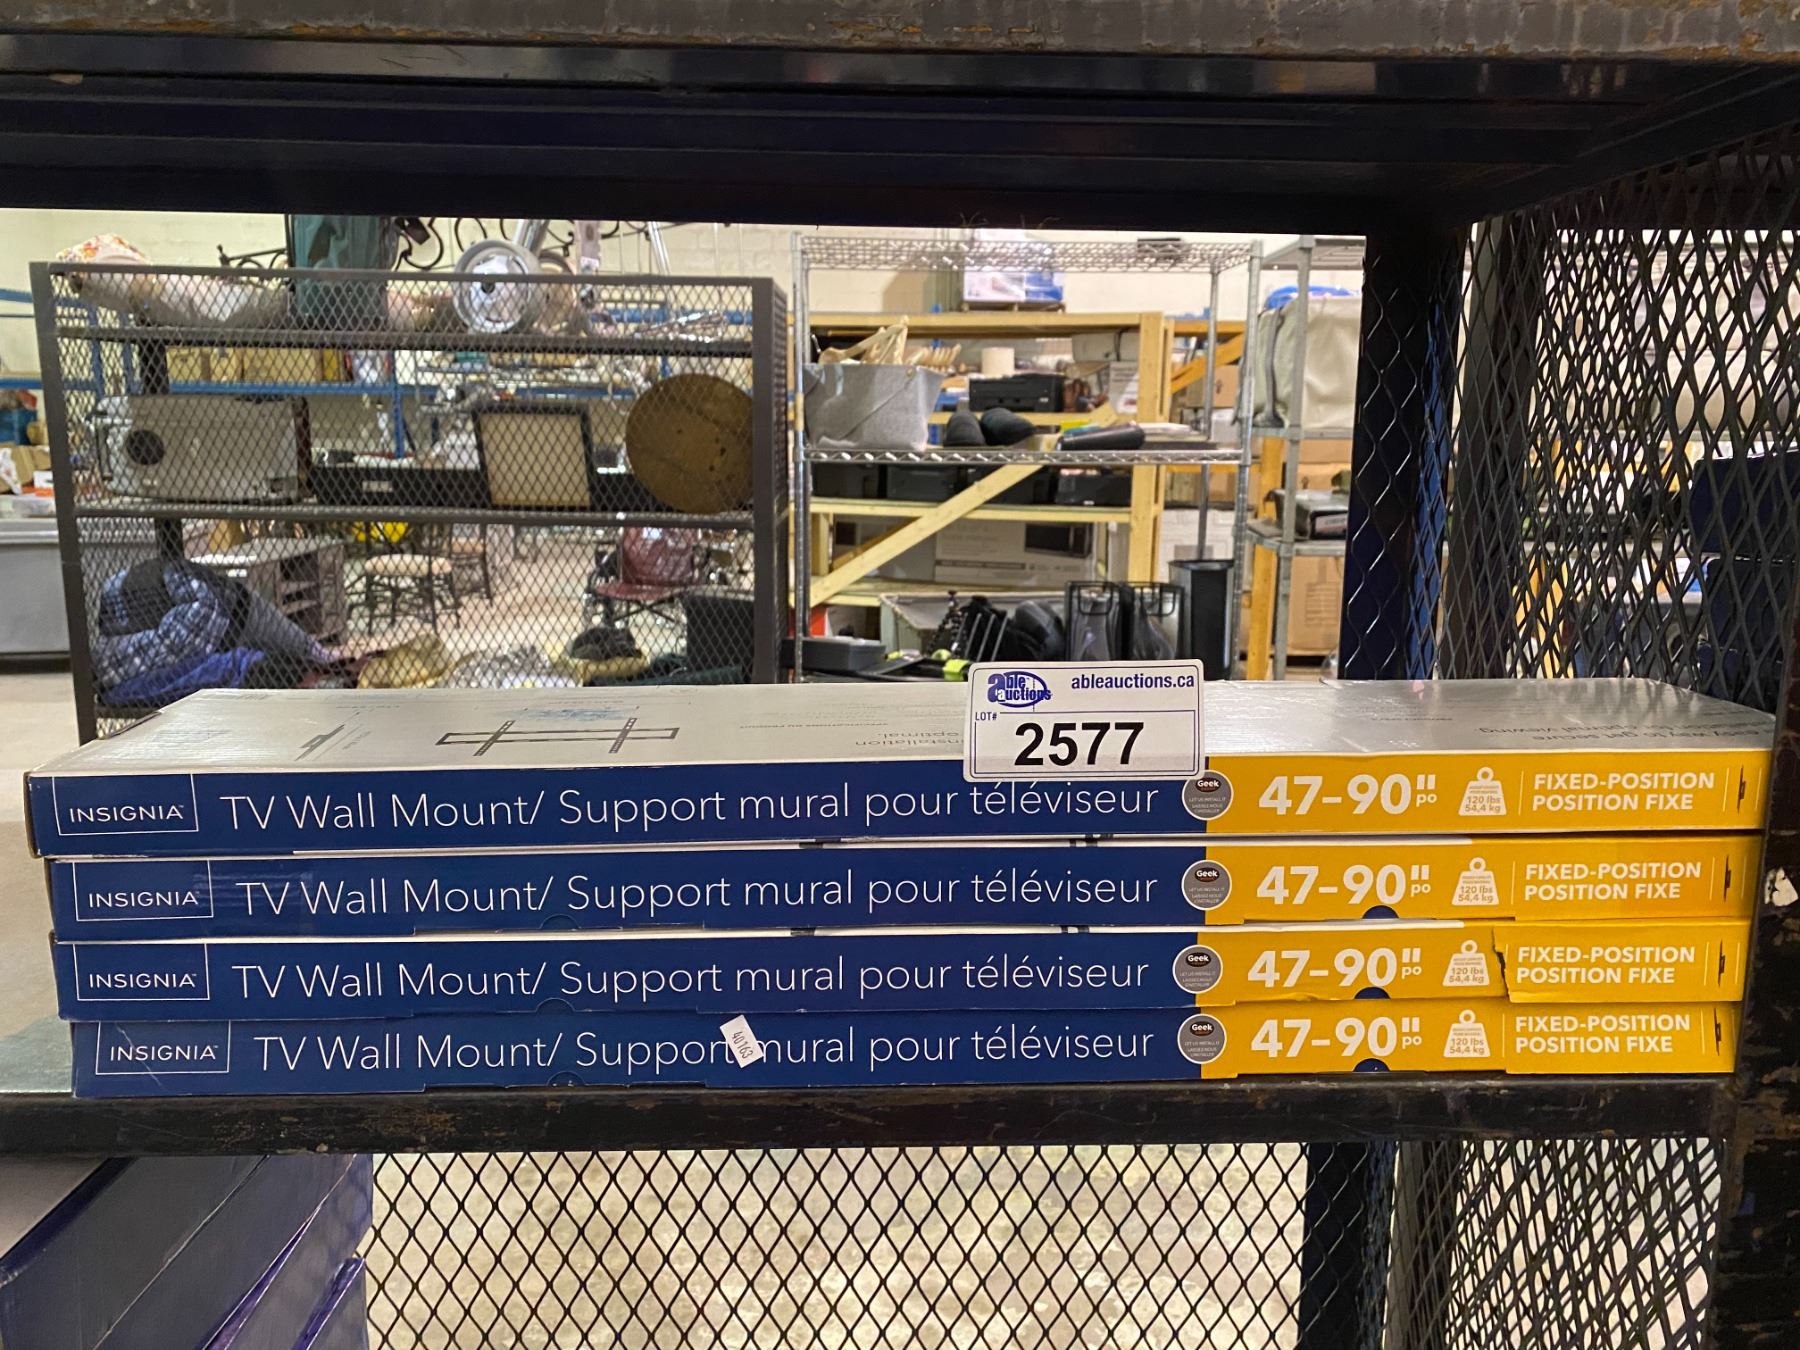 able auctions
ableauctions.ca
LOT#
2577
installation
optimal.
INSIGNIA
TV Wall Mount/ Support mural pour téléviseur
Geek
47-90" po
120 lbs
54,4 kg
FIXED-POSITION
POSITION FIXE
INSIGNIA
TV Wall Mount/ Support mural pour téléviseur
Geek
47-90" po
120 lbs
54,4 kg
FIXED-POSITION
POSITION FIXE
INSIGNIA
TV Wall Mount/ Support mural pour téléviseur
Geek
47-90" po
120 lbs
54,4 kg
FIXED-POSITION
POSITION FIXE
INSIGNIA
TV Wall Mount/ Support mural pour téléviseur
40163
Geek
47-90" po
120 lbs
54,4 kg
FIXED-POSITION
POSITION FIXE